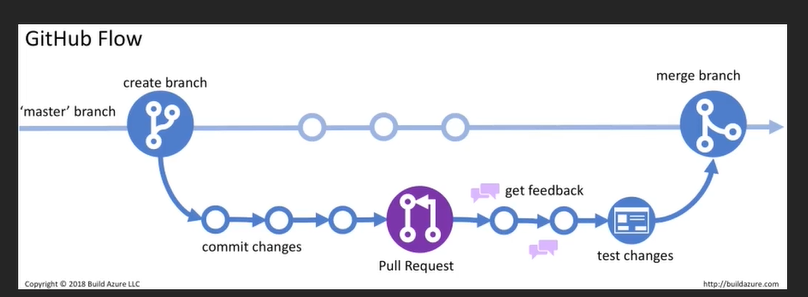 GitHub Flow
create branch
merge branch
'master' branch
get feedback
commit changes
Pull Request
test changes
Copyright © 2018 Build Azure LLC
http://buildazure.com